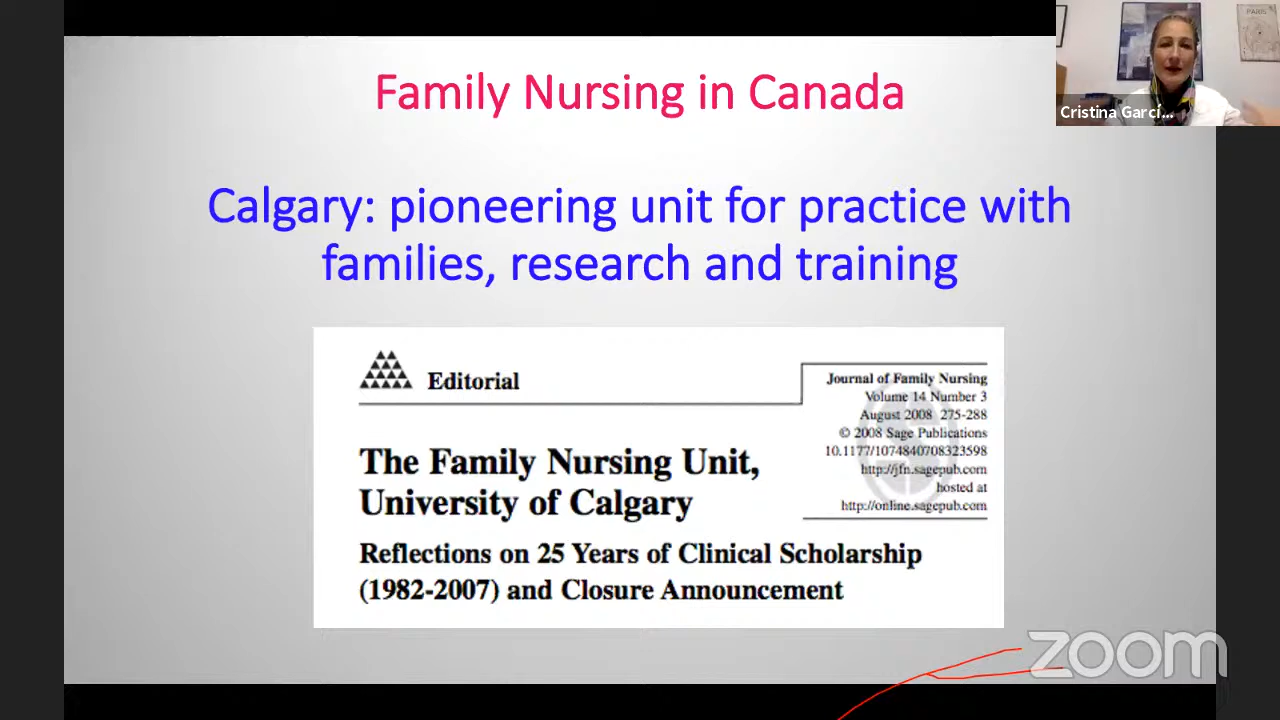 Family Nursing in Canada
PARIS
Cristina Garcí...
Calgary: pioneering unit for practice with
families, research and training
Editorial
Journal of Family Nursing
Volume 14 Number 3
August 2008 275-288
© 2008 Sage Publications
10.1177/1074840708323598
http://jfn.sagepub.com
hosted at
http://online.sagepub.com
The Family Nursing Unit,
University of Calgary
Reflections on 25 Years of Clinical Scholarship
(1982-2007) and Closure Announcement
zoom